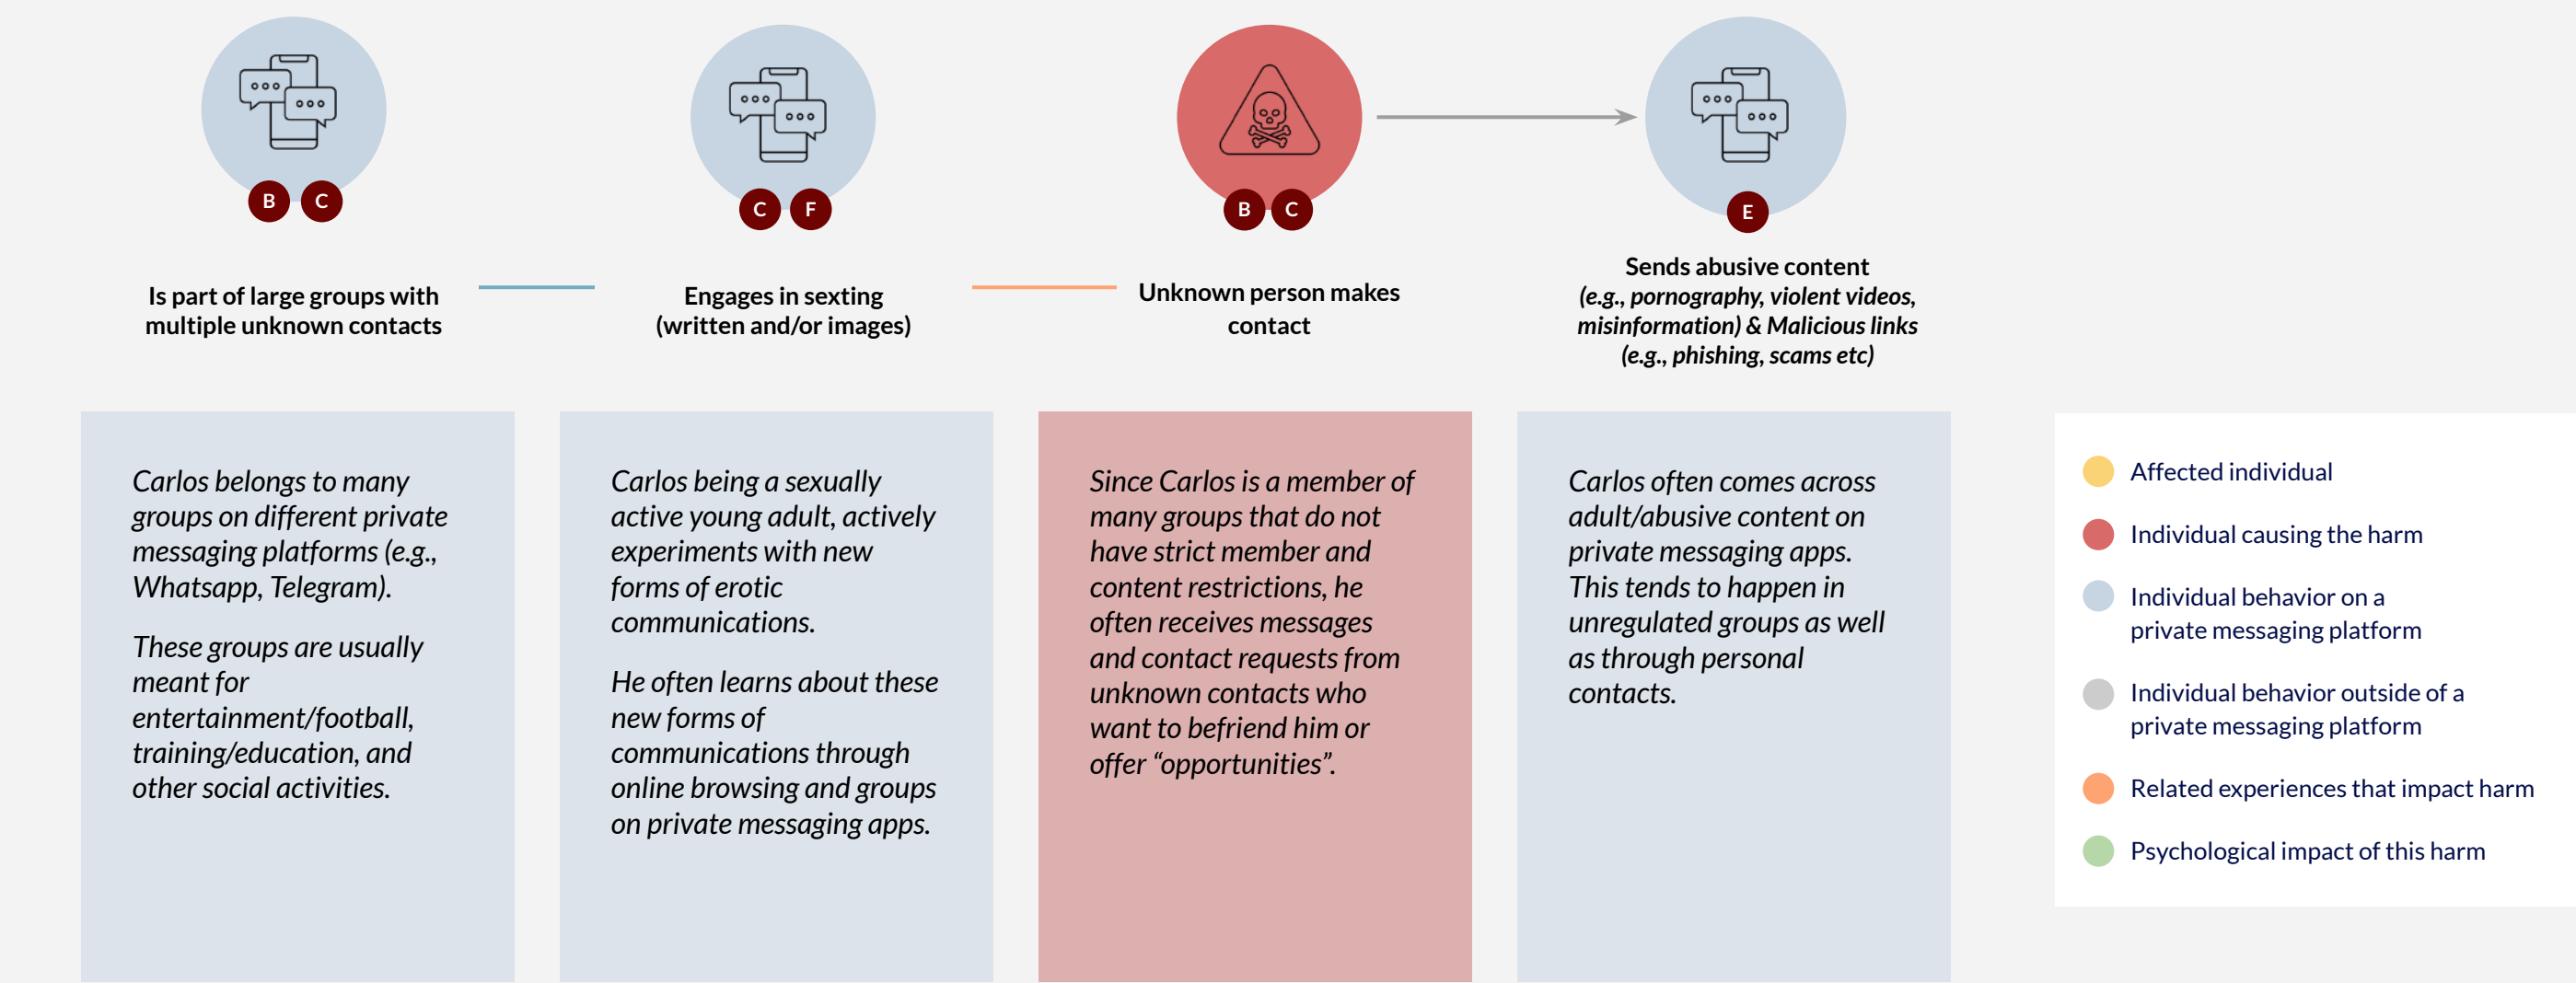 B C
C F
B C
E
Is part of large groups with
multiple unknown contacts
Engages in sexting
(written and/or images)
Unknown person makes
contact
Sends abusive content
(e.g., pornography, violent videos,
misinformation) & Malicious links
(e.g., phishing, scams etc)
Carlos belongs to many
groups on different private
messaging platforms (e.g.,
Whatsapp, Telegram).
These groups are usually
meant for
entertainment/football,
training/education, and
other social activities.
Carlos being a sexually
active young adult, actively
experiments with new
forms of erotic
communications.
He often learns about these
new forms of
communications through
online browsing and groups
on private messaging apps.
Since Carlos is a member of
many groups that do not
have strict member and
content restrictions, he
often receives messages
and contact requests from
unknown contacts who
want to befriend him or
offer “opportunities”.
Carlos often comes across
adult/abusive content on
private messaging apps.
This tends to happen in
unregulated groups as well
as through personal
contacts.
Affected individual
Individual causing the harm
Individual behavior on a
private messaging platform
Individual behavior outside of a
private messaging platform
Related experiences that impact harm
Psychological impact of this harm